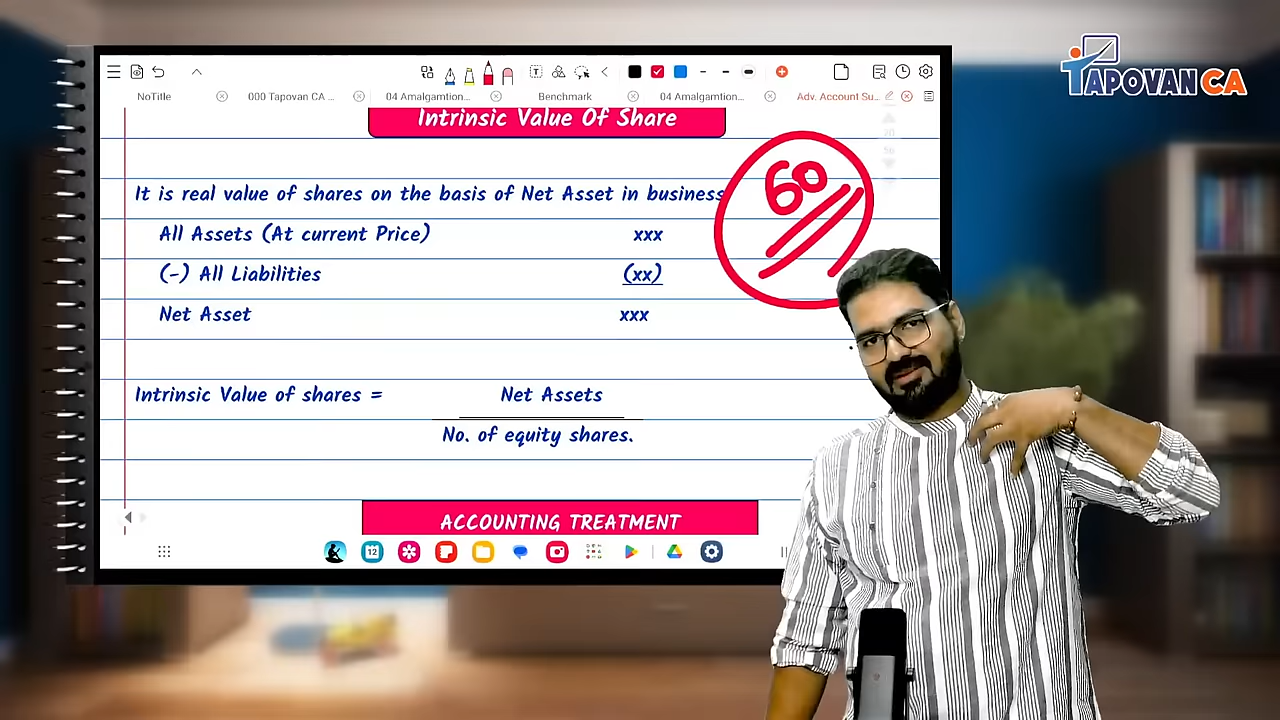 TAPOVAN CA
NoTitle
000 Tapovan CA ...
04 Amalgamtion...
Benchmark
04 Amalgamtion...
Adv. Account Su...
Intrinsic Value Of Share
60
It is real value of shares on the basis of Net Asset in business
All Assets (At current Price) xxx
(-) All Liabilities (xx)
Net Asset xxx
Intrinsic Value of shares = Net Assets
No. of equity shares.
ACCOUNTING TREATMENT
12